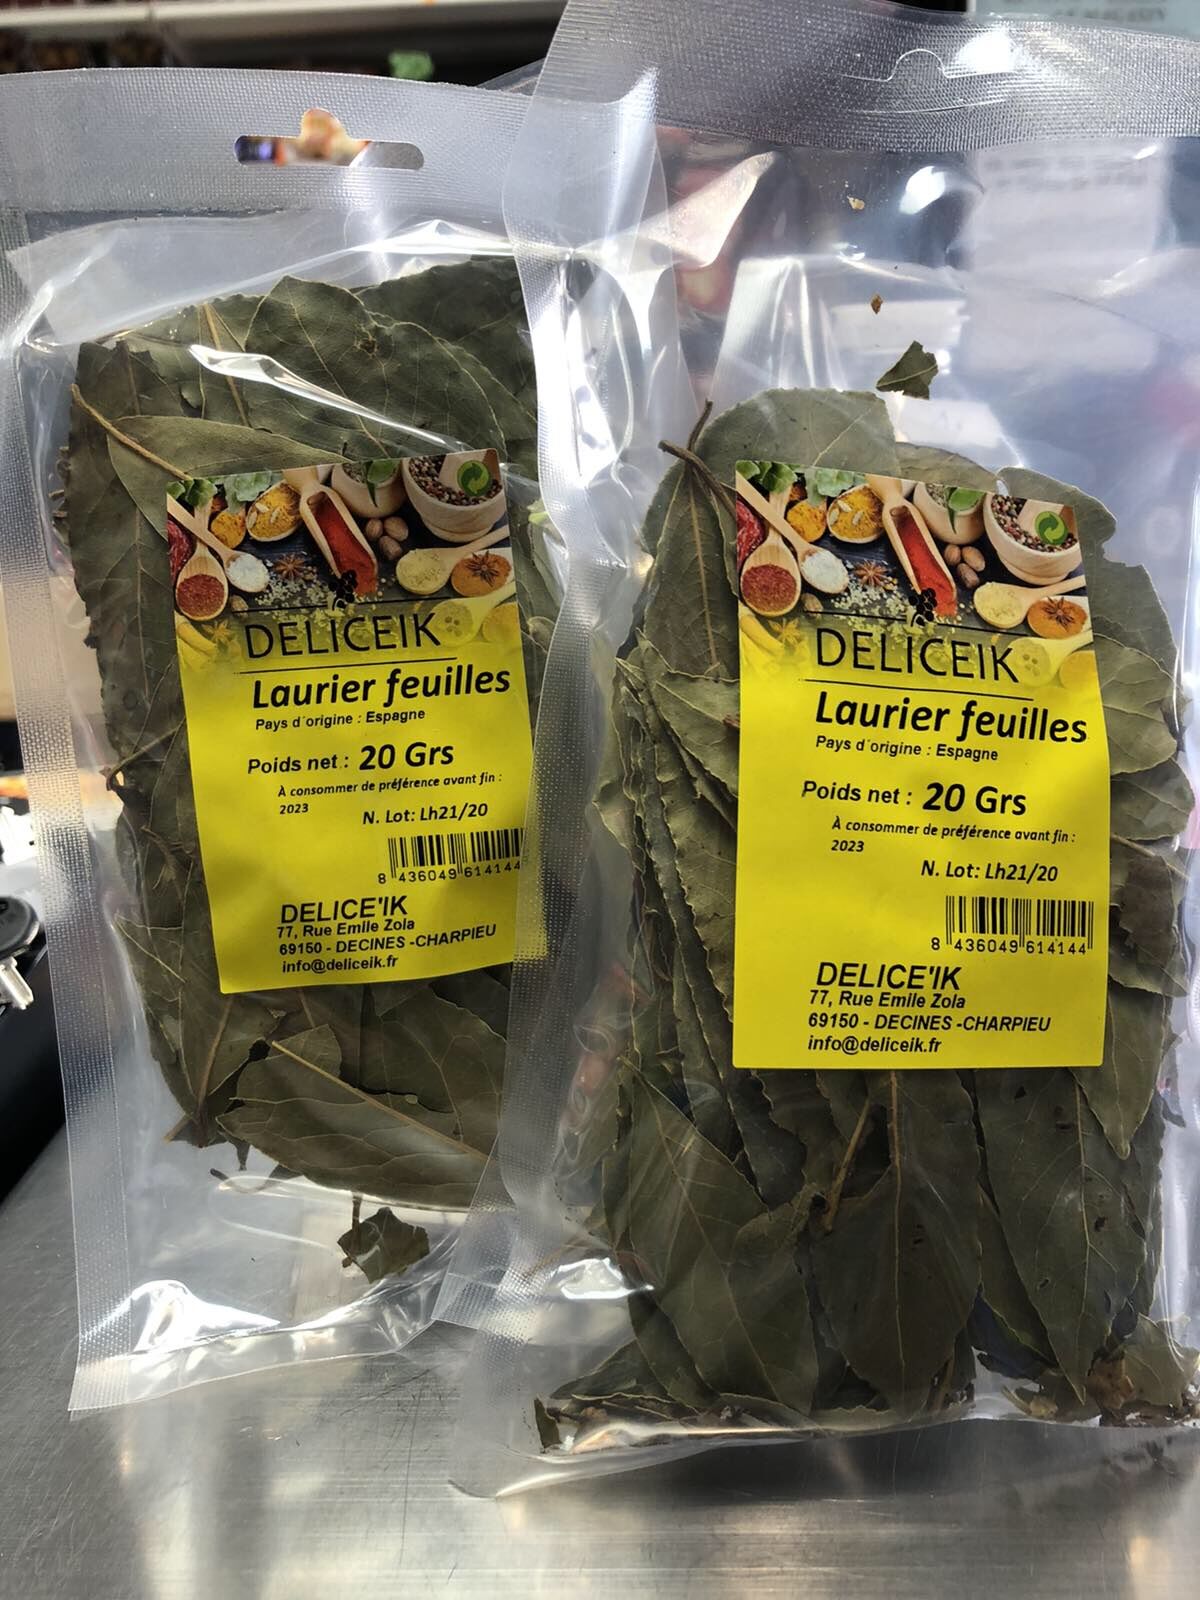 DELICEIK
Laurier feuilles
Pays d´origine : Espagne
Poids net : 20 Grs
À consommer de préférence avant fin :
2023
N. Lot: Lh21/20
8 436049 614144
DELICE'IK
77, Rue Emile Zola
69150 - DECINES -CHARPIEU
info@deliceik.fr
DELICEIK
Laurier feuilles
Pays d´origine : Espagne
Poids net : 20 Grs
À consommer de préférence avant fin :
2023
N. Lot: Lh21/20
8 436049 614144
DELICE'IK
77, Rue Emile Zola
69150 - DECINES -CHARPIEU
info@deliceik.fr